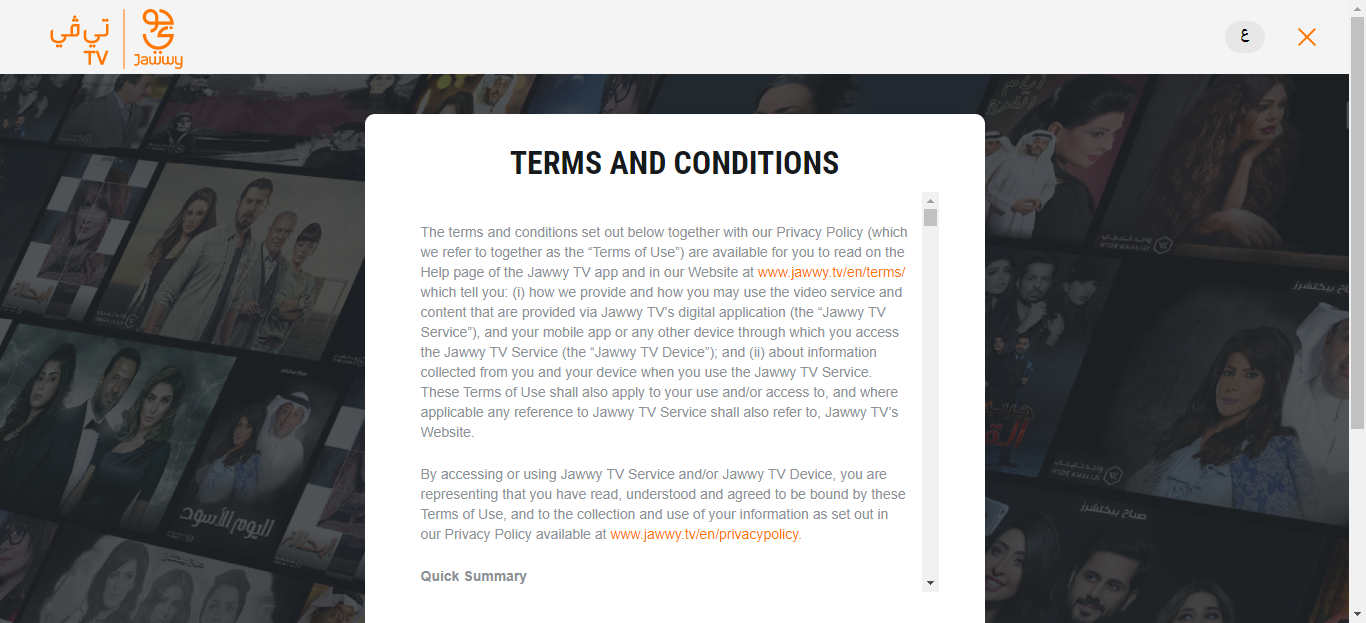 تي ڤي
TV
Jawwy
ع
TERMS AND CONDITIONS
The terms and conditions set out below together with our Privacy Policy (which
we refer to together as the “Terms of Use”) are available for you to read on the
Help page of the Jawwy TV app and in our Website at www.jawwy.tv/en/terms/
which tell you: (i) how we provide and how you may use the video service and
content that are provided via Jawwy TV’s digital application (the “Jawwy TV
Service”), and your mobile app or any other device through which you access
the Jawwy TV Service (the “Jawwy TV Device”); and (ii) about information
collected from you and your device when you use the Jawwy TV Service.
These Terms of Use shall also apply to your use and/or access to, and where
applicable any reference to Jawwy TV Service shall also refer to, Jawwy TV’s
Website.
By accessing or using Jawwy TV Service and/or Jawwy TV Device, you are
representing that you have read, understood and agreed to be bound by these
Terms of Use, and to the collection and use of your information as set out in
our Privacy Policy available at www.jawwy.tv/en/privacypolicy.
Quick Summary
اليوم الأسود
صباح بيكتشرز